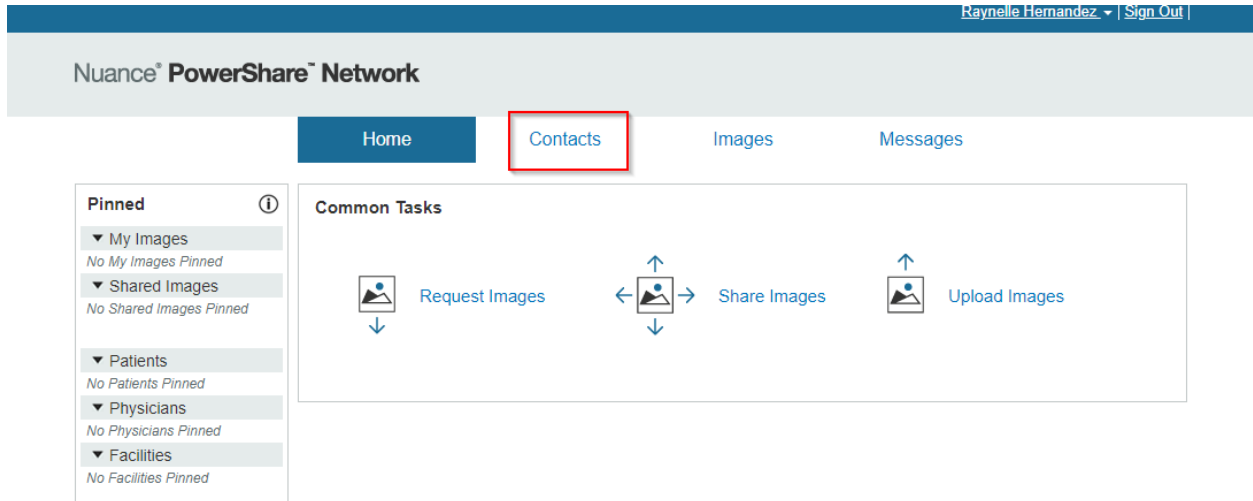 Raynelle Hernandez | Sign Out |
Nuance® PowerShare™ Network
Home Contacts Images Messages
Pinned
My Images
No My Images Pinned
Shared Images
No Shared Images Pinned
Patients
No Patients Pinned
Physicians
No Physicians Pinned
Facilities
No Facilities Pinned
Common Tasks
Request Images Share Images Upload Images